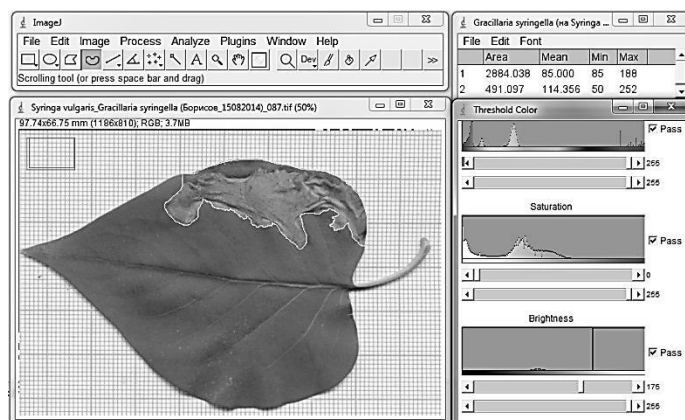 ImageJ
File Edit Image Process Analyze Plugins Window Help
Dev
>>
Scrolling tool (or press space bar and drag)
Gracillaria syringella (на Syringa ...
File Edit Font
Area Mean Min Max
1 2884.038 85.000 85 188
2 491.097 114.356 50 252
Syringa vulgaris_Gracillaria syringella (Борисов_15082014)_087.tif (50%)
97.74x66.75 mm (1186x810); RGB; 3.7MB
Threshold Color
Pass
255
255
Saturation
Pass
0
255
Brightness
Pass
175
255